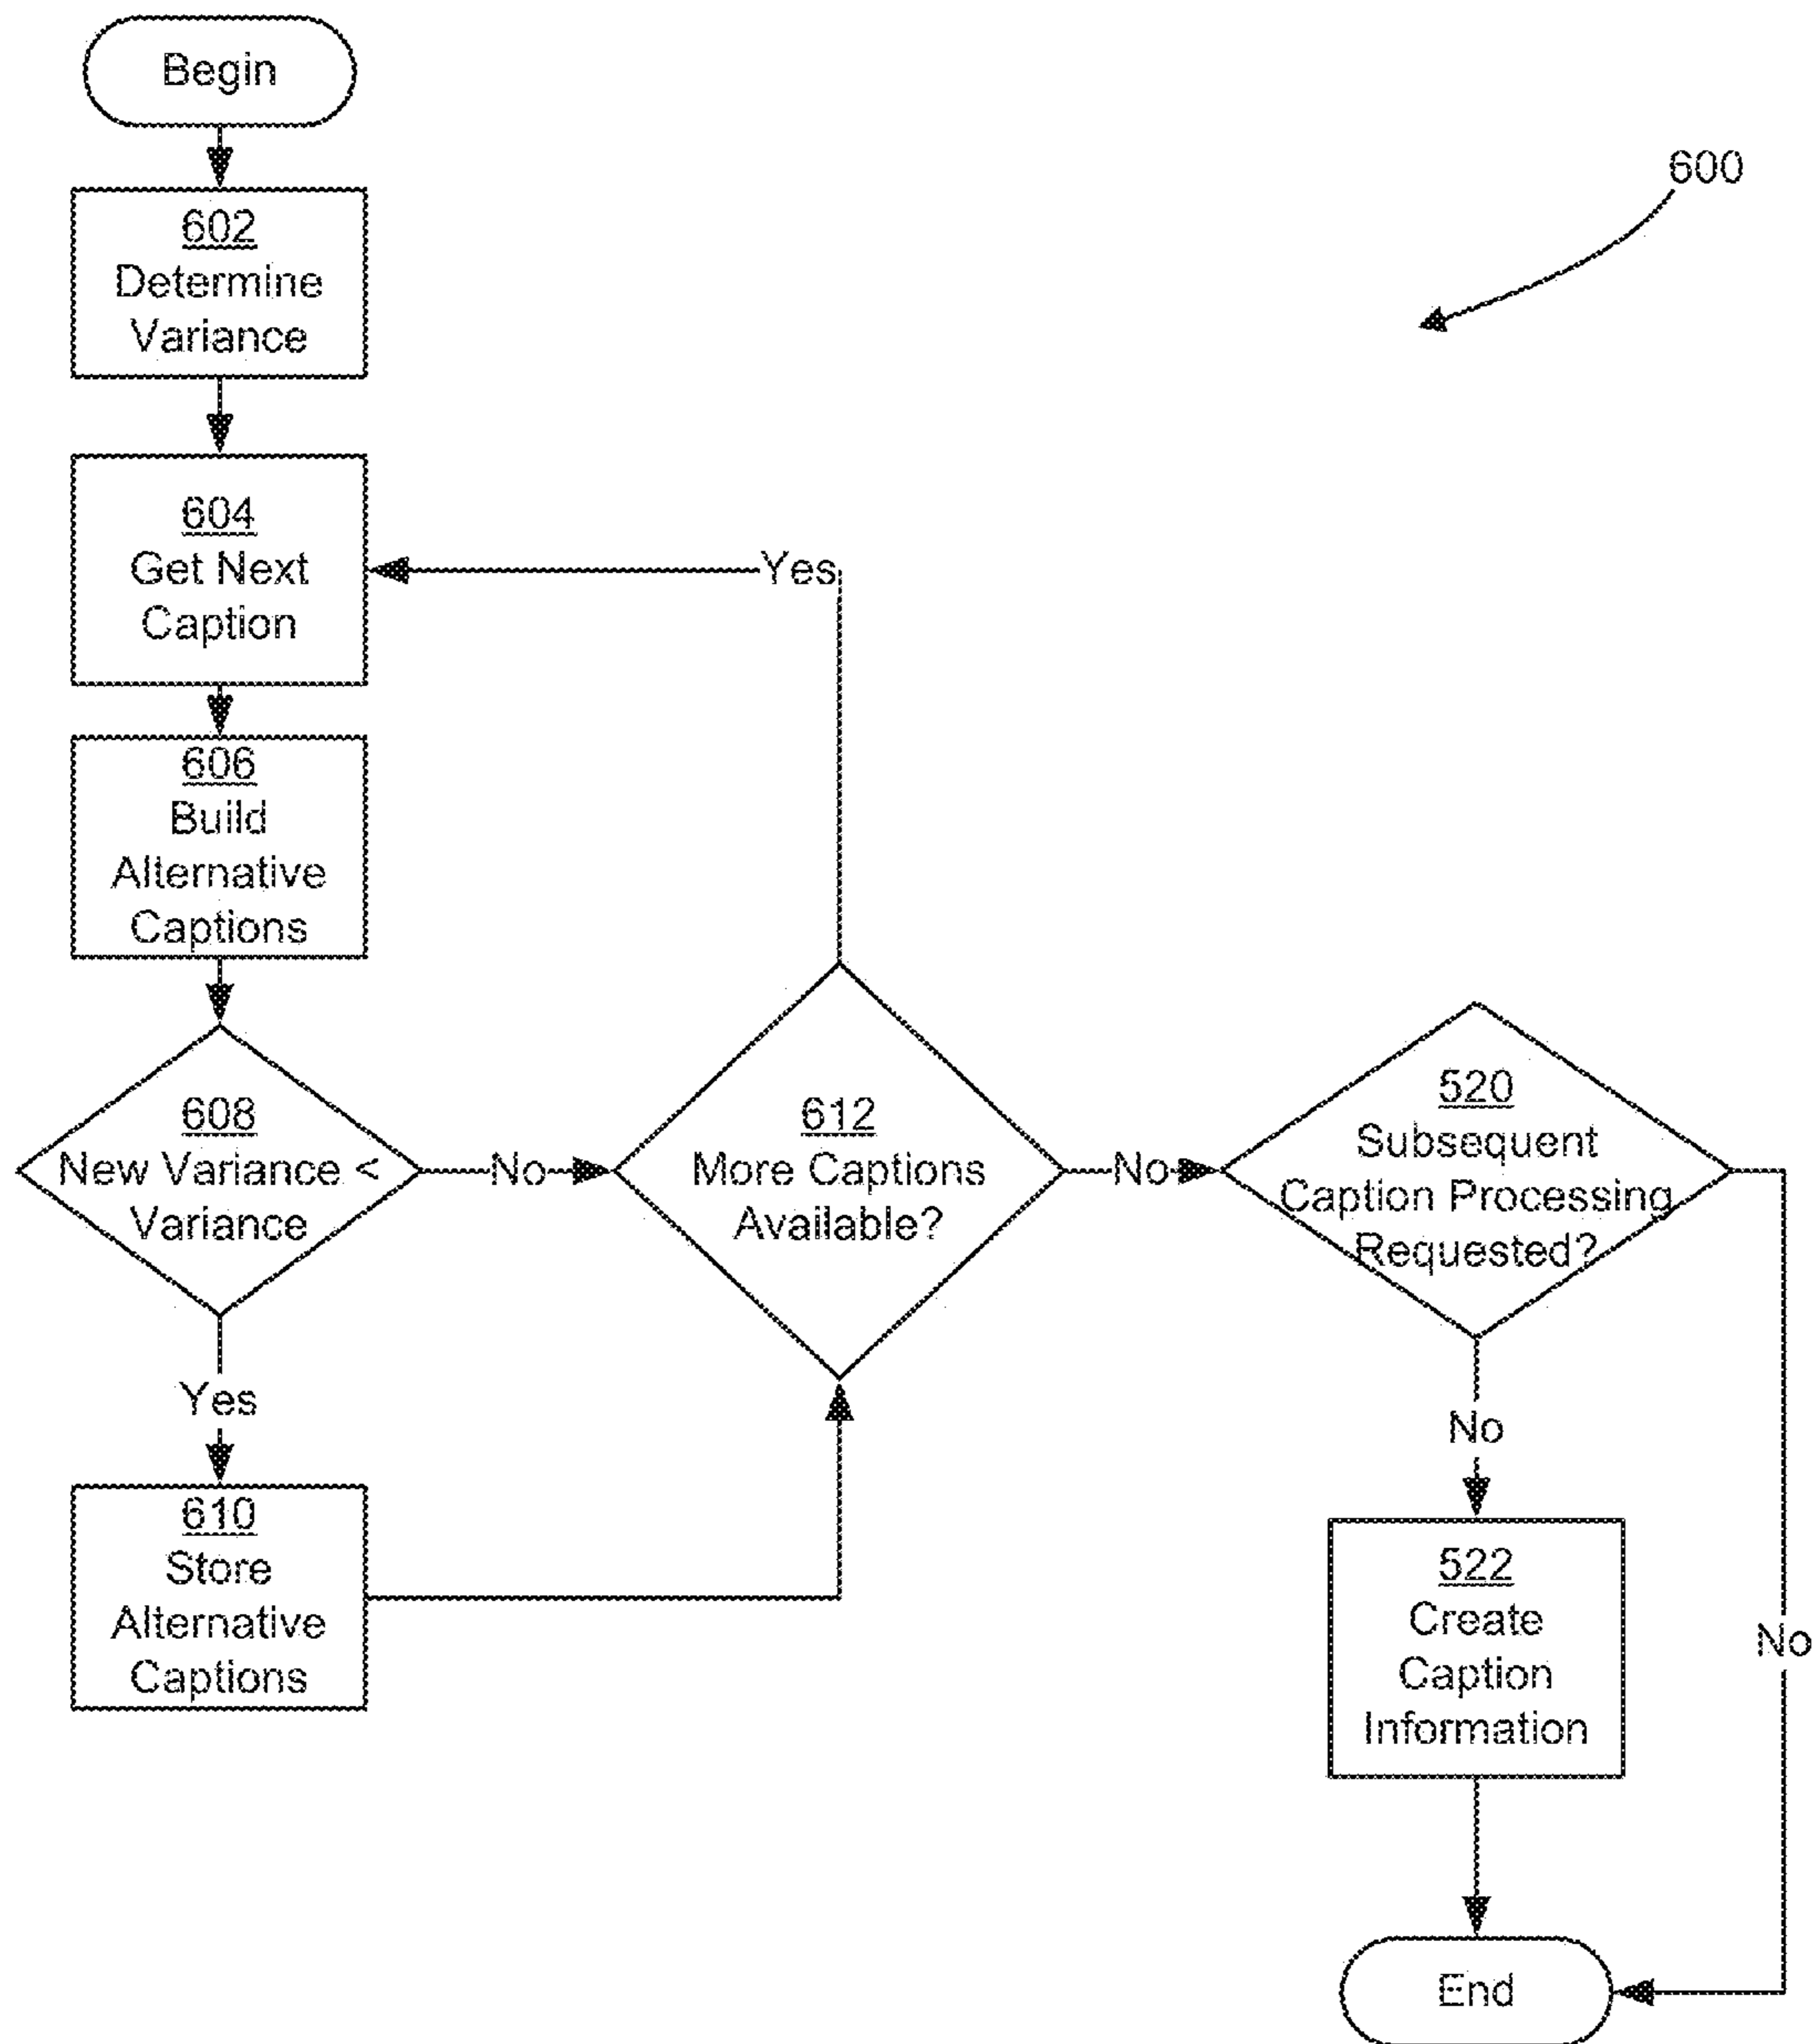 Begin
600
602
Determine
Variance
604
Get Next
Caption
Yes
606
Build
Alternative
Captions
608
New Variance <
Variance
No
612
More Captions
Available?
No
520
Subsequent
Caption Processing
Requested?
Yes
No
No
610
Store
Alternative
Captions
522
Create
Caption
Information
End